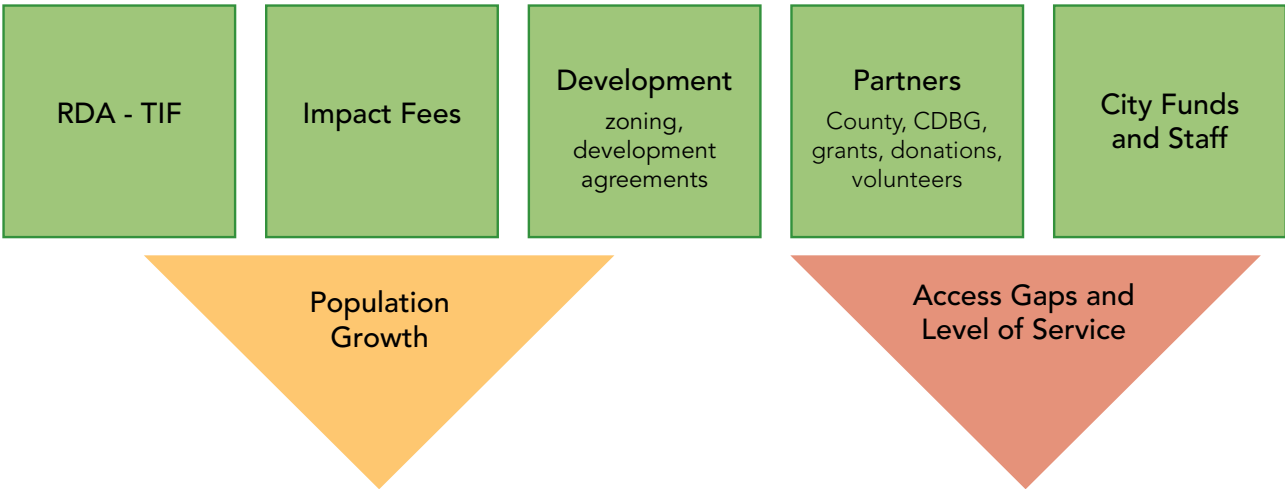 RDA - TIF
Impact Fees
Development
zoning,
development
agreements
Partners
County, CDBG,
grants, donations,
volunteers
City Funds
and Staff
Population
Growth
Access Gaps and
Level of Service